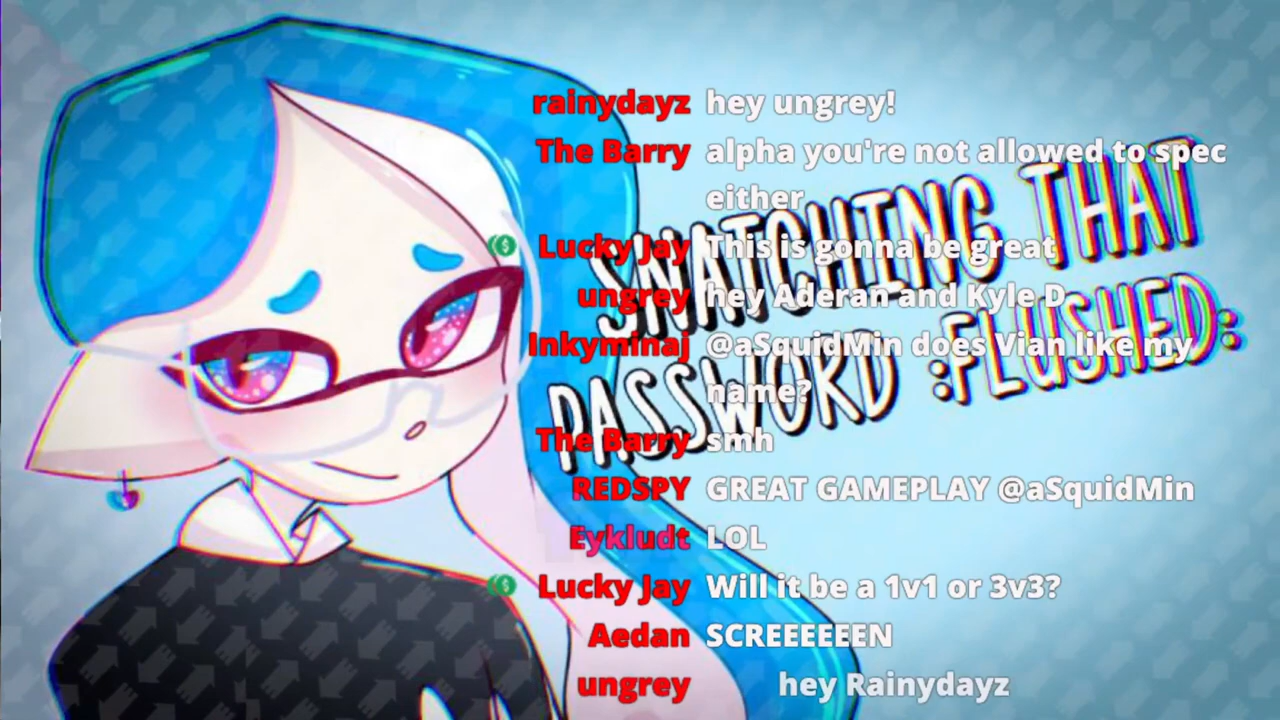 rainydayz hey ungrey!
The Barry alpha you're not allowed to spec
either
Lucky Jay This is gonna be great
ungrey hey Aderan and Kyle D
Inkyminaj @aSquidMin does Vian like my
name?
The Barry smh
REDSPY GREAT GAMEPLAY @aSquidMin
Eykludt LOL
Lucky Jay Will it be a 1v1 or 3v3?
Aedan SCREEEEEEN
ungrey hey Rainydayz
SNATCHING THAT
PASSWORD :FLUSHED: